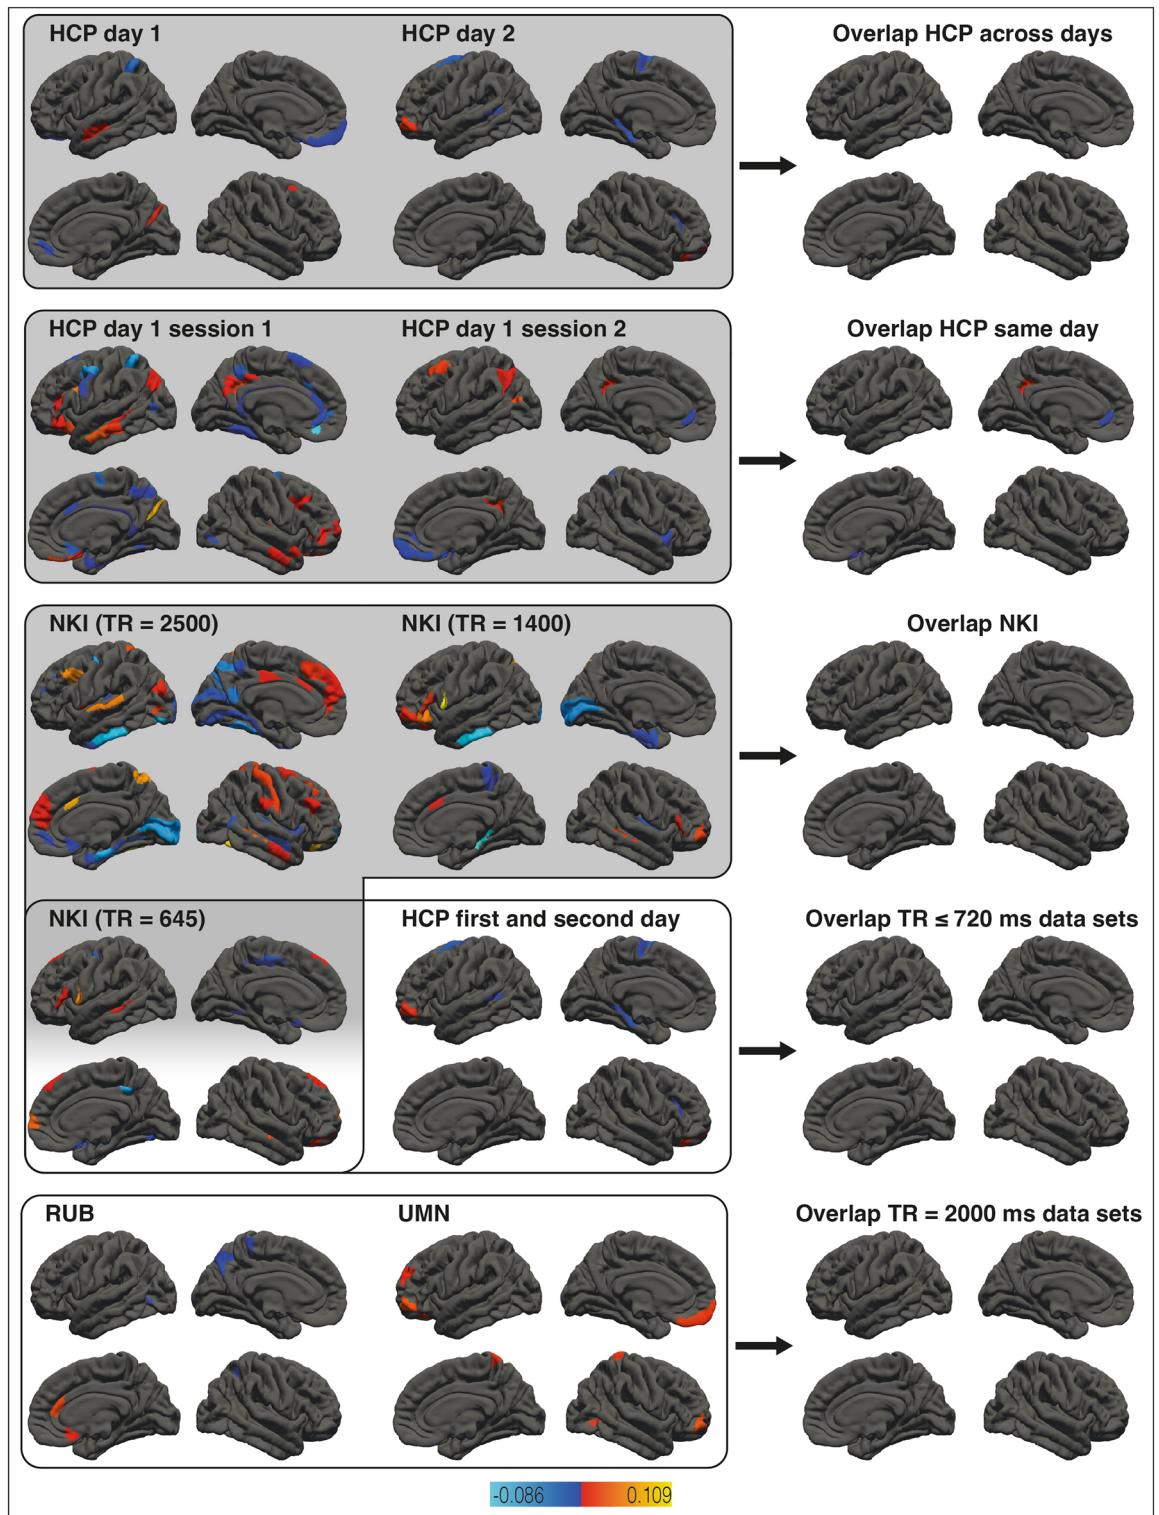 HCP day 1
HCP day 2
Overlap HCP across days
HCP day 1 session 1
HCP day 1 session 2
Overlap HCP same day
NKI (TR = 2500)
NKI (TR = 1400)
Overlap NKI
NKI (TR = 645)
HCP first and second day
Overlap TR ≤ 720 ms data sets
RUB
UMN
Overlap TR = 2000 ms data sets
-0.086
0.109